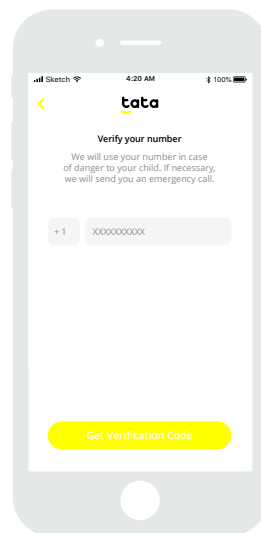 Sketch 4:20 AM 100%
tata
Verify your number
We will use your number in case
of danger to your child. If necessary,
we will send you an emergency call.
+ 1 XXXXXXXXXX
Get Verification Code